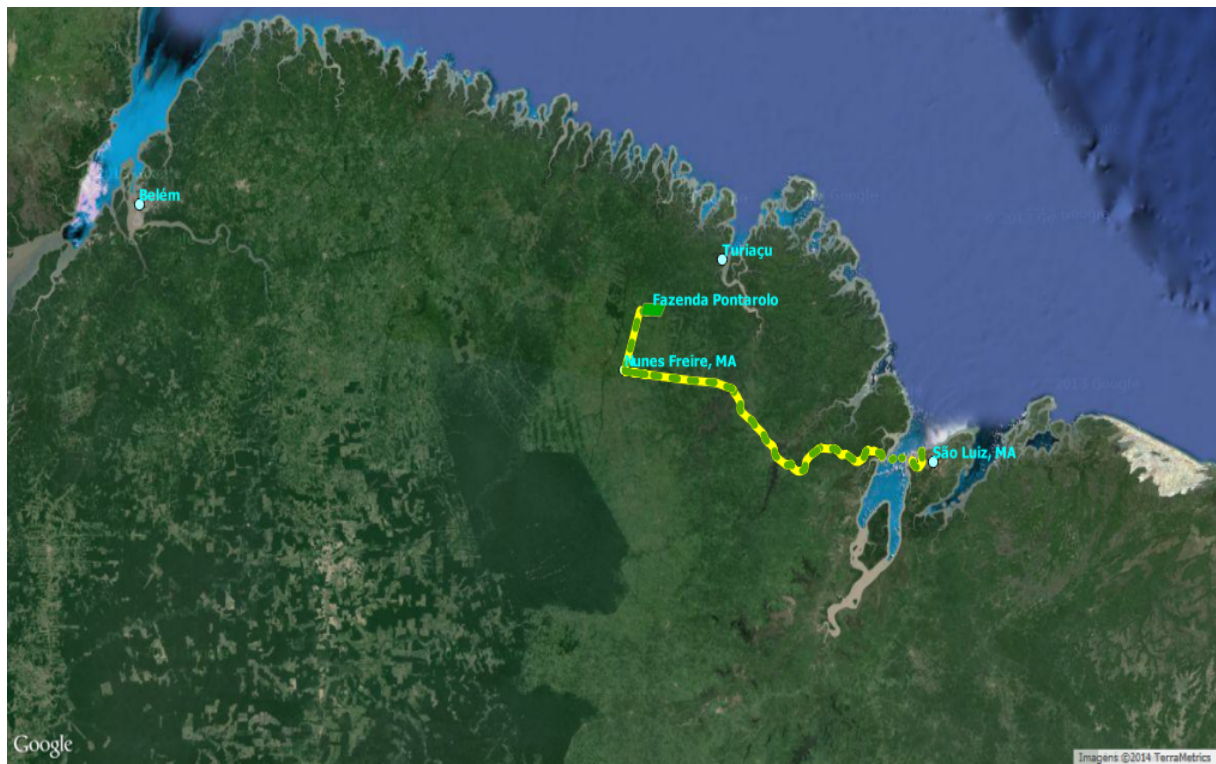 Belém
Turiaçu
Fazenda Pontarolo
Nunes Freire, MA
São Luiz, MA
Google
Imagens ©2014 TerraMetrics